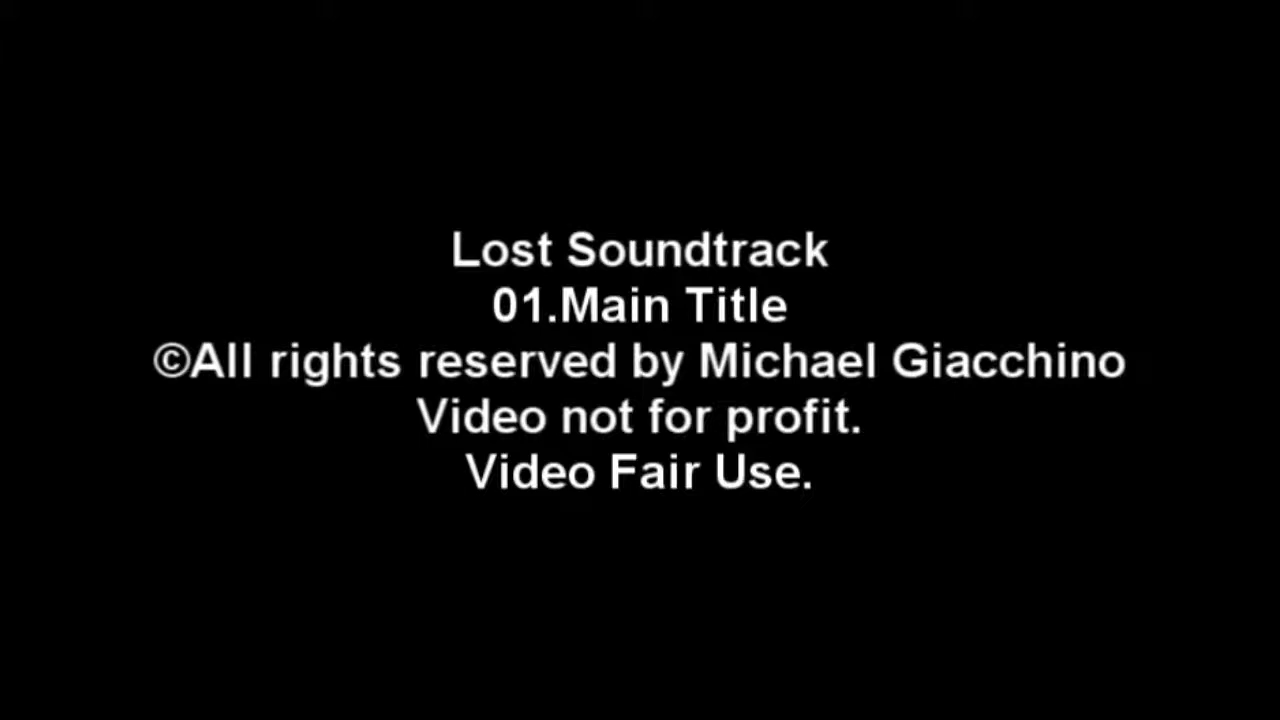 Lost Soundtrack
01.Main Title
©All rights reserved by Michael Giacchino
Video not for profit.
Video Fair Use.